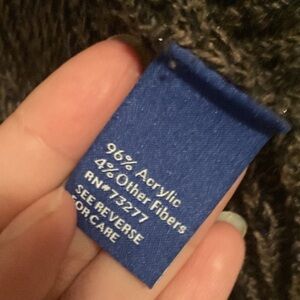 96% Acrylic
4% Other Fibers
RN#73277
SEE REVERSE
FOR CARE